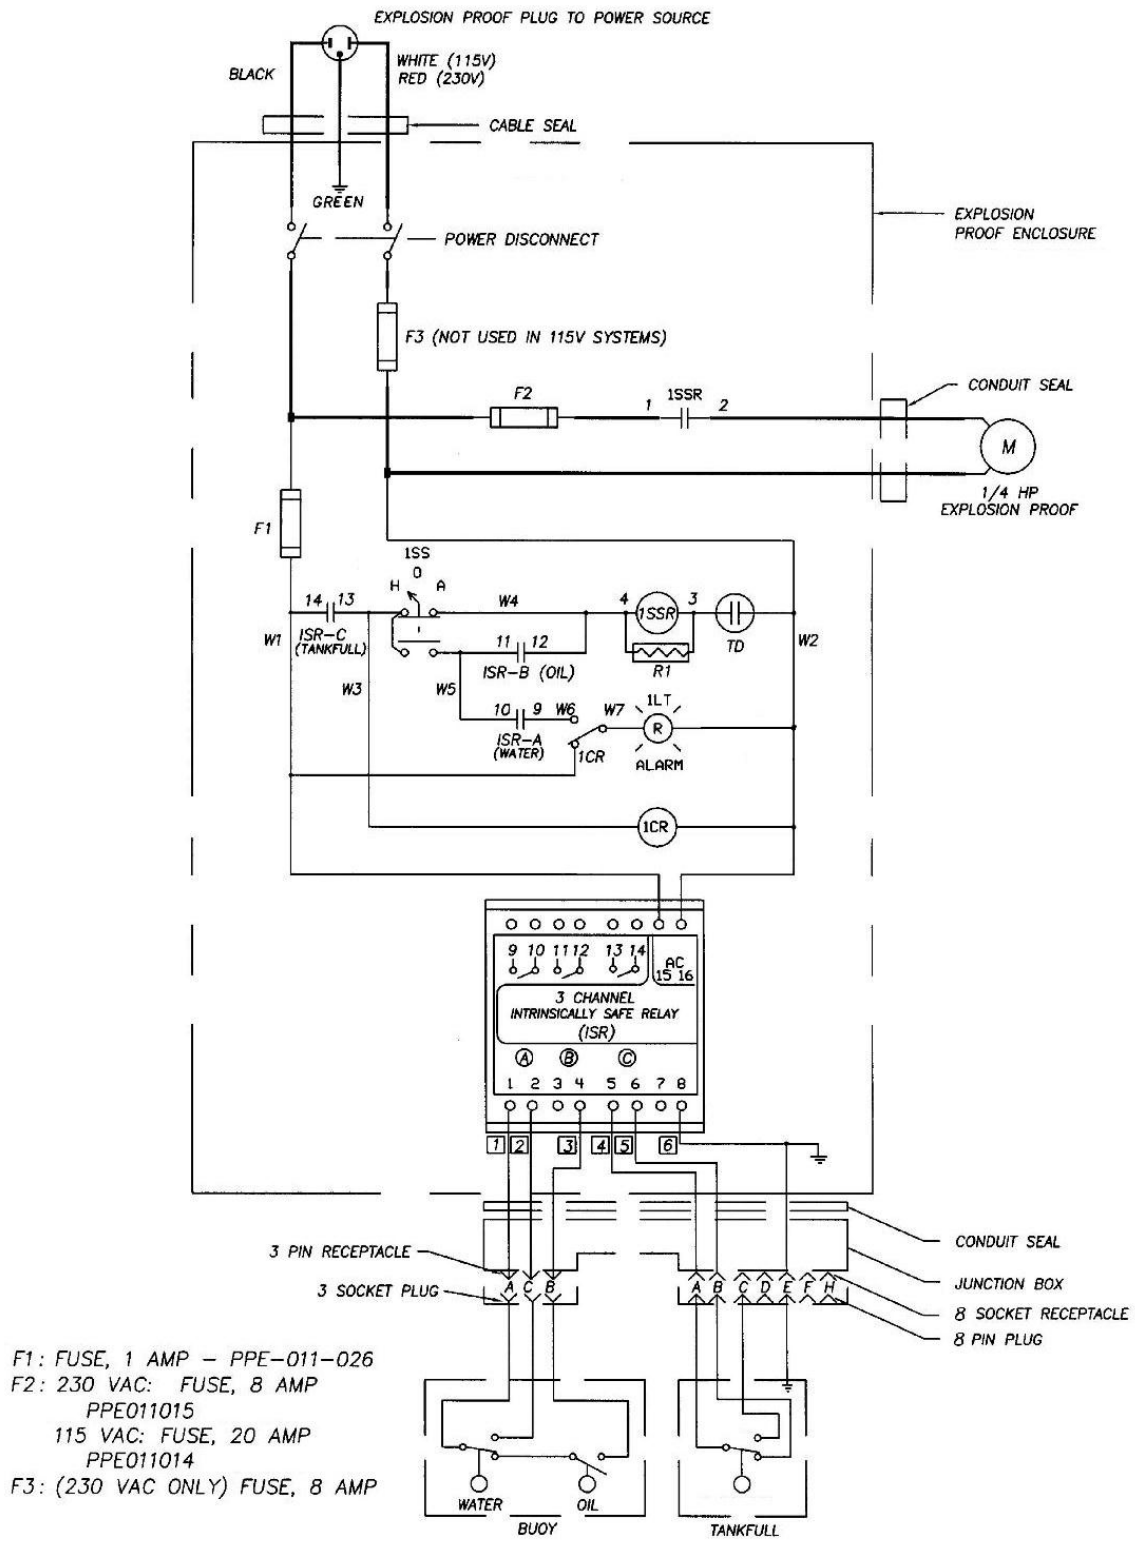 EXPLOSION PROOF PLUG TO POWER SOURCE
BLACK
WHITE (115V)
RED (230V)
CABLE SEAL
GREEN
POWER DISCONNECT
EXPLOSION
PROOF ENCLOSURE
F3 (NOT USED IN 115V SYSTEMS)
F2
1
1SSR
2
CONDUIT SEAL
M
1/4 HP
EXPLOSION PROOF
F1
1SS
H O A
14 13
W4
4
1SSR
3
W1
ISR-C
(TANKFULL)
11 12
TD
W2
ISR-B (OIL)
R1
W3
W5
1LT
10 9 W6
W7
R
ISR-A
(WATER)
1CR
ALARM
1CR
9 10 11 12 13 14
AC
15 16
3 CHANNEL
INTRINSICALLY SAFE RELAY
(ISR)
A B C
1 2 3 4 5 6 7 8
1 2 3 4 5 6
CONDUIT SEAL
3 PIN RECEPTACLE
JUNCTION BOX
A C B
A B C D E F H
3 SOCKET PLUG
8 SOCKET RECEPTACLE
8 PIN PLUG
F1: FUSE, 1 AMP - PPE-011-026
F2: 230 VAC: FUSE, 8 AMP
PPE011015
115 VAC: FUSE, 20 AMP
PPE011014
F3: (230 VAC ONLY) FUSE, 8 AMP
WATER
OIL
BUOY
TANKFULL